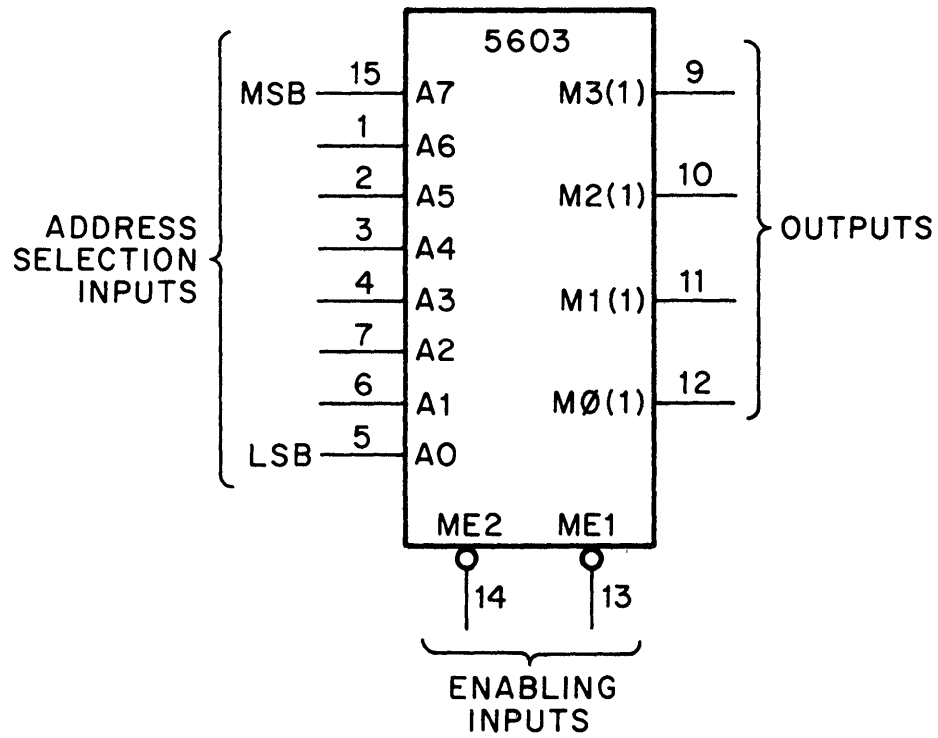 5603
MSB 15 A7
1 A6
2 A5
3 A4
4 A3
7 A2
6 A1
LSB 5 A0
ADDRESS
SELECTION
INPUTS
M3(1) 9
M2(1) 10
M1(1) 11
MØ(1) 12
OUTPUTS
ME2 ME1
14 13
ENABLING
INPUTS